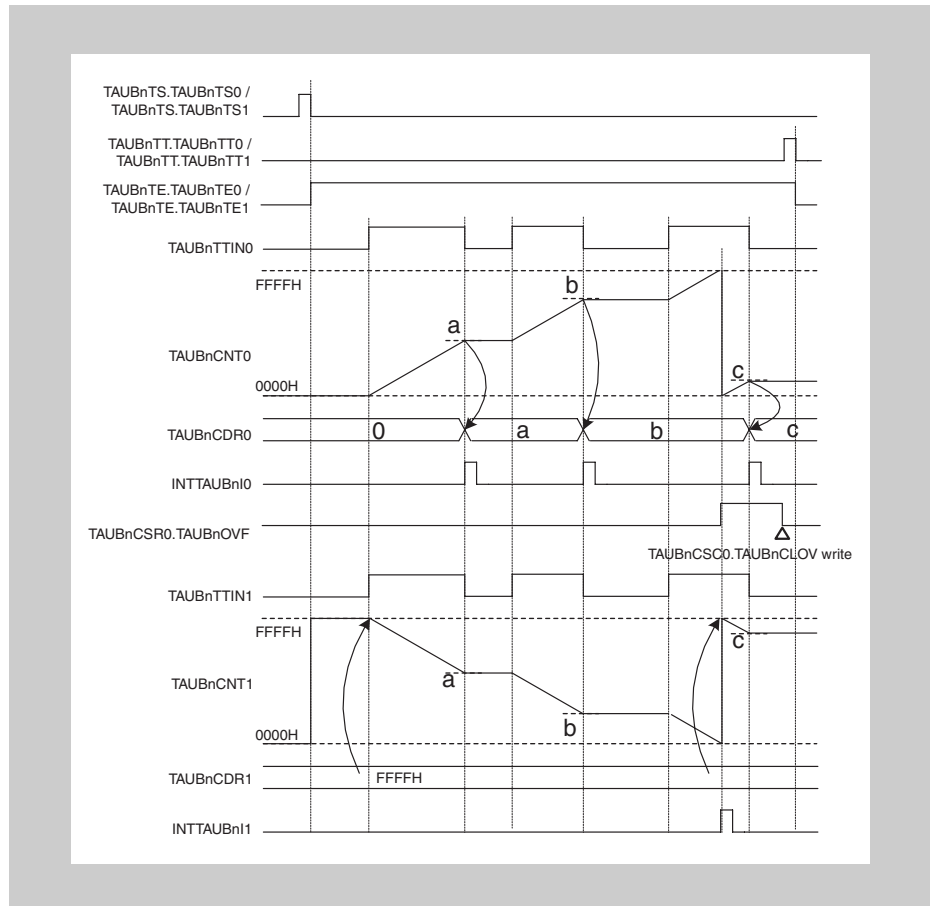 TAUBnTS.TAUBnTS0 /
TAUBnTS.TAUBnTS1
TAUBnTT.TAUBnTT0 /
TAUBnTT.TAUBnTT1
TAUBnTE.TAUBnTE0 /
TAUBnTE.TAUBnTE1
TAUBnTTIN0
FFFFH
b
a
TAUBnCNT0
c
0000H
TAUBnCDR0
0
a
b
c
INTTAUBnI0
TAUBnCSR0.TAUBnOVF
TAUBnCSC0.TAUBnCLOV write
TAUBnTTIN1
FFFFH
c
TAUBnCNT1
a
b
0000H
TAUBnCDR1
FFFFH
INTTAUBnI1